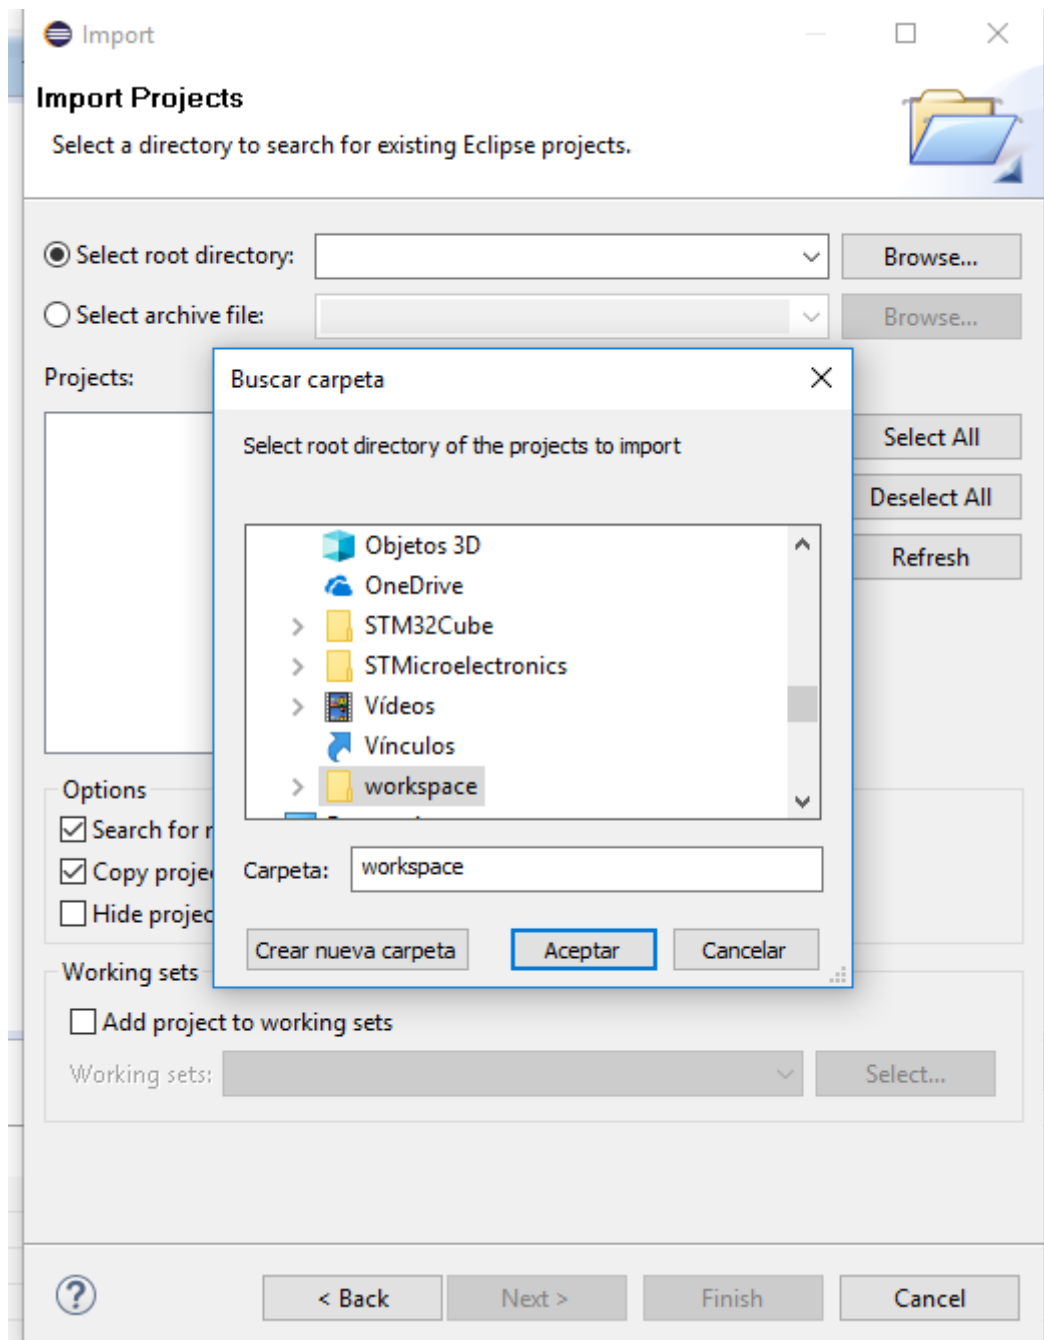 Import
Import Projects
Select a directory to search for existing Eclipse projects.
Select root directory:
Browse...
Select archive file:
Browse...
Projects:
Buscar carpeta
Select root directory of the projects to import
Select All
Deselect All
Refresh
Objetos 3D
OneDrive
STM32Cube
STMicroelectronics
Vídeos
Vínculos
workspace
Carpeta: workspace
Crear nueva carpeta Aceptar Cancelar
Options
Search for
Copy
Hide
Working sets
Add project to working sets
Working sets:
Select...
?
< Back Next > Finish Cancel